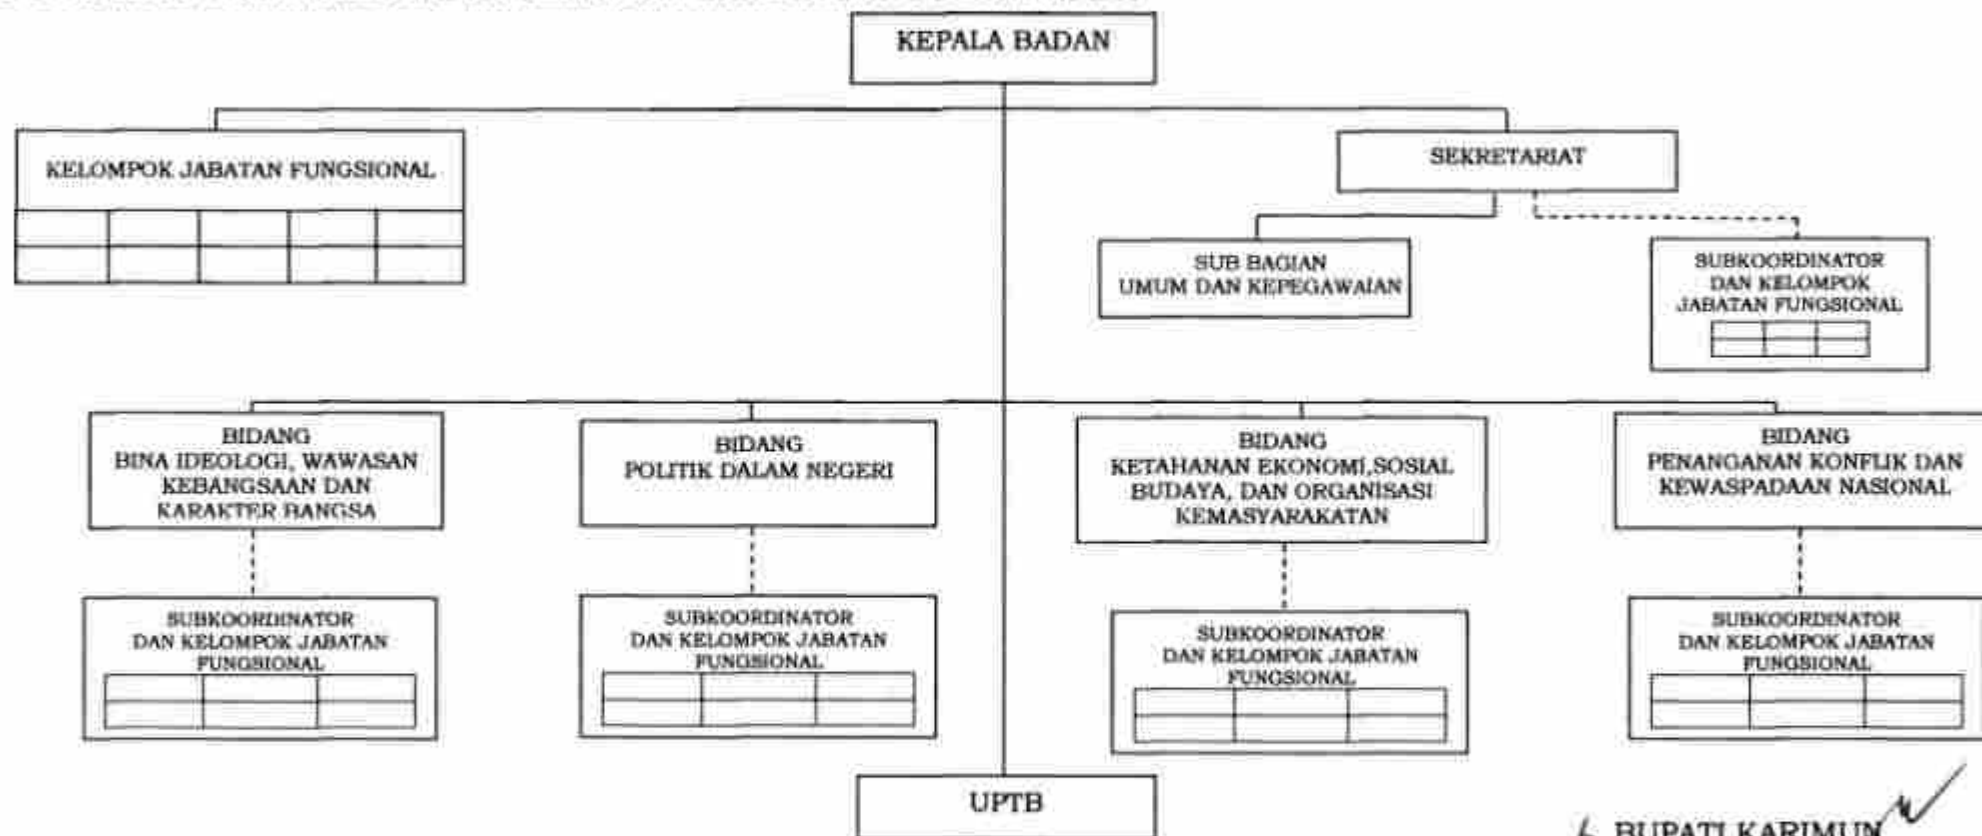 KEPALA BADAN
KELOMPOK JABATAN FUNGSIONAL
SEKRETARIAT
SUB BAGIAN
UMUM DAN KEPEGAWAIAN
SUBKOORDINATOR
DAN KELOMPOK
JABATAN FUNGSIONAL
BIDANG
BINA IDEOLOGI, WAWASAN
KEBANGSAAN DAN
KARAKTER BANGSA
BIDANG
POLITIK DALAM NEGERI
BIDANG
KETAHANAN EKONOMI,SOSIAL
BUDAYA, DAN ORGANISASI
KEMASYARAKATAN
BIDANG
PENANGANAN KONFLIK DAN
KEWASPADAAN NASIONAL
SUBKOORDINATOR
DAN KELOMPOK JABATAN
FUNGSIONAL
SUBKOORDINATOR
DAN KELOMPOK JABATAN
FUNGSIONAL
SUBKOORDINATOR
DAN KELOMPOK JABATAN
FUNGSIONAL
SUBKOORDINATOR
DAN KELOMPOK JABATAN
FUNGSIONAL
UPTB
BUPATI KARIMUN